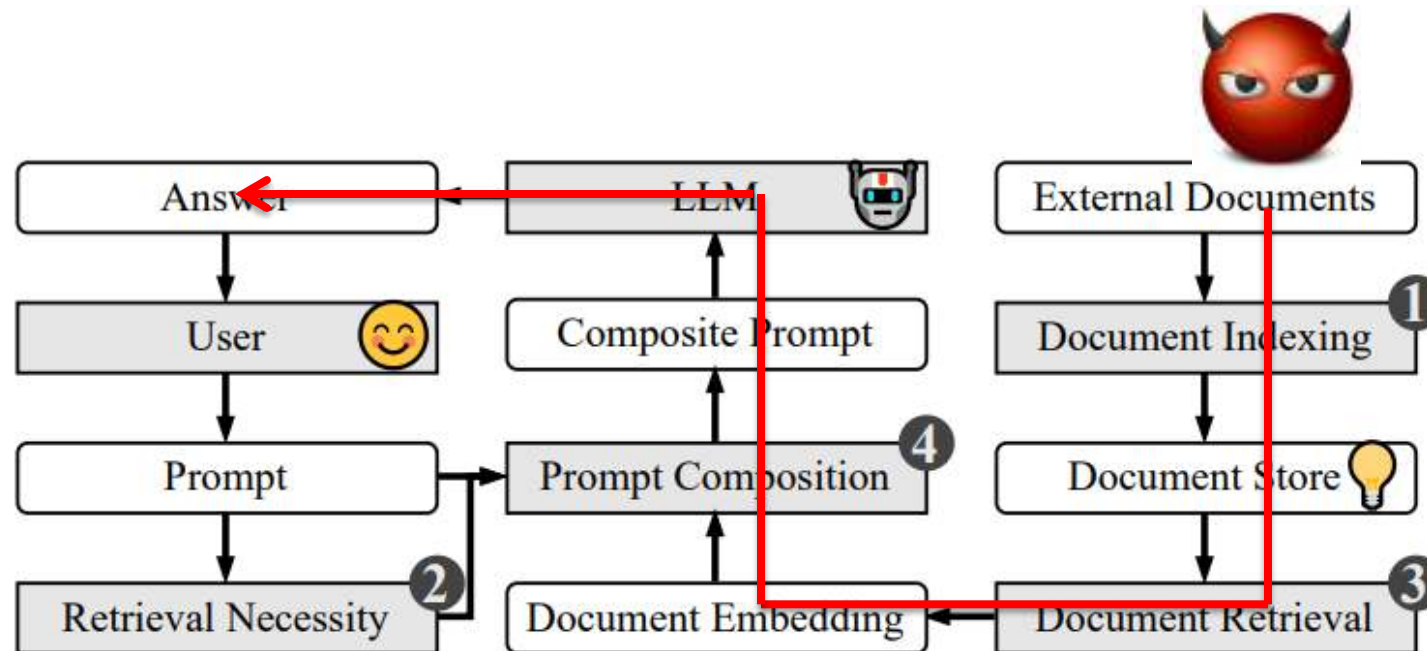 Answer
LLM
External Documents
User
Composite Prompt
Document Indexing
1
Prompt
Prompt Composition
4
Document Store
Retrieval Necessity
2
Document Embedding
Document Retrieval
3